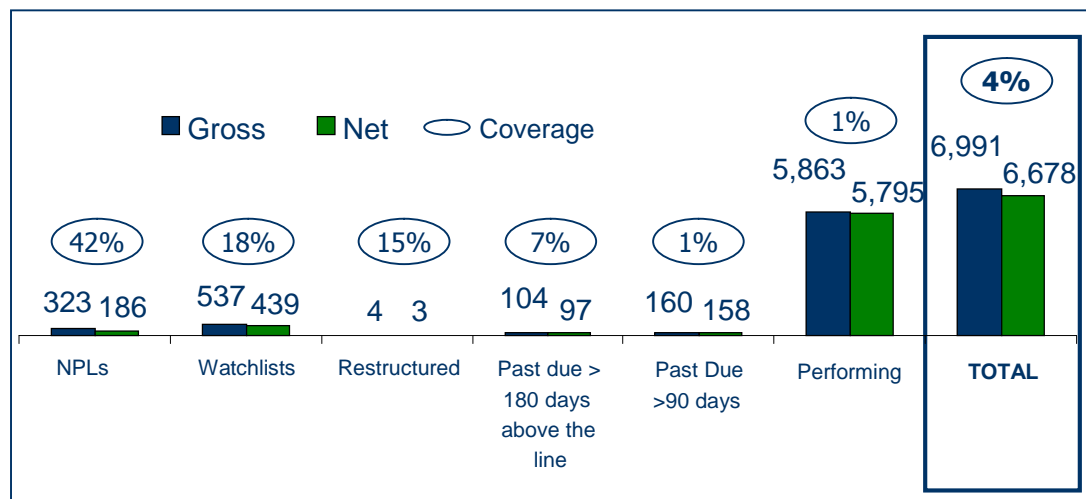 4%
Gross Net Coverage
1%
5,863 5,795
6,991 6,678
42% 18% 15% 7% 1%
323 186 537 439 4 3 104 97 160 158
NPLs Watchlists Restructured Past due > Past Due Performing TOTAL
180 days >90 days
above the
line